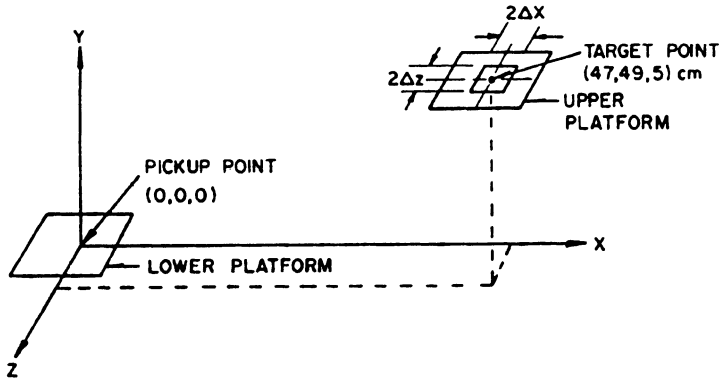 Y
2ΔX
TARGET POINT
(47,49,5) cm
2Δz
UPPER
PLATFORM
PICKUP POINT
(0,0,0)
X
LOWER PLATFORM
Z